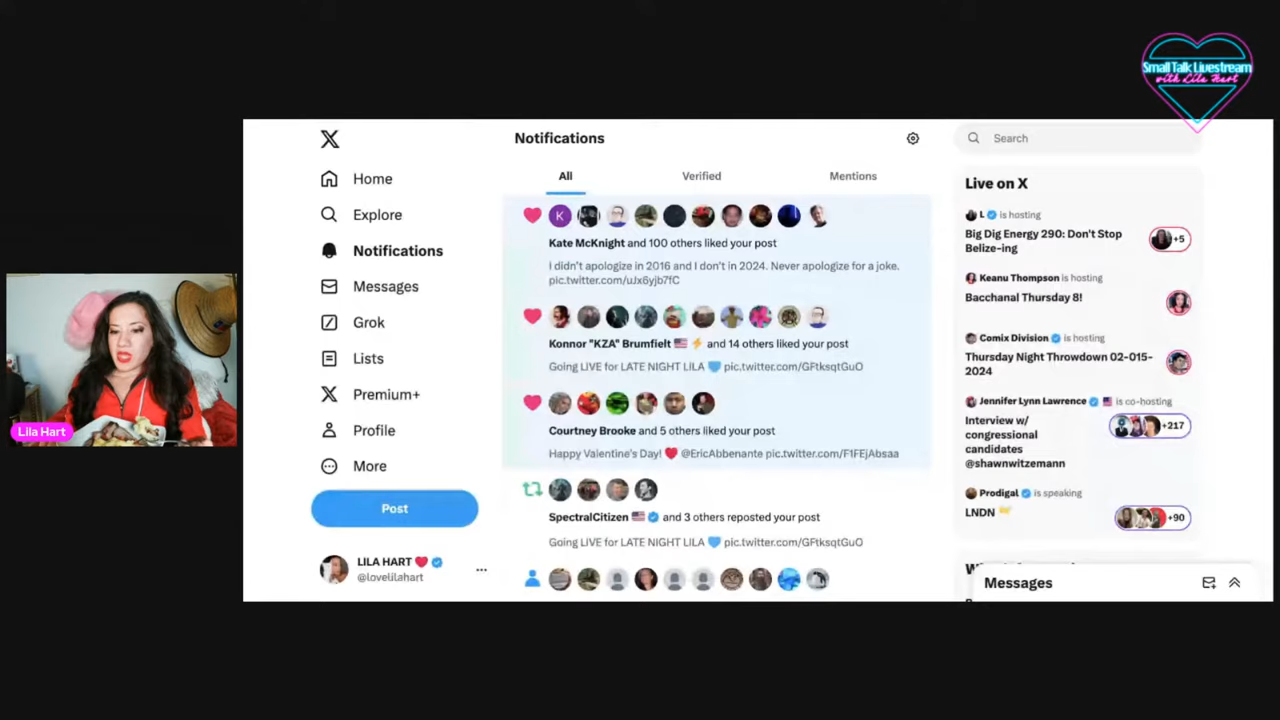 SmallTalk Livestream
with Lila Hart
Lila Hart
Home
Explore
Notifications
Messages
Grok
Lists
Premium+
Profile
More
Post
LILA HART
@lovelilahart
Notifications
All
Verified
Mentions
K
Kate McKnight and 100 others liked your post
I didn't apologize in 2016 and I don't in 2024. Never apologize for a joke.
pic.twitter.com/uJx6yjb7fC
Konnor "KZA" Brumfielt 🇺🇸 ⚡ and 14 others liked your post
Going LIVE for LATE NIGHT LILA 💙 pic.twitter.com/GFtksqtGuO
Courtney Brooke and 5 others liked your post
Happy Valentine's Day! ❤️ @EricAbbenante pic.twitter.com/F1FEjAbsaa
SpectralCitizen 🇺🇸 and 3 others reposted your post
Going LIVE for LATE NIGHT LILA 💙 pic.twitter.com/GFtksqtGuO
Search
Live on X
L is hosting
Big Dig Energy 290: Don't Stop
Belize-ing
+5
Keanu Thompson is hosting
Bacchanal Thursday 8!
Comix Division is hosting
Thursday Night Throwdown 02-015-
2024
Jennifer Lynn Lawrence 🇺🇸 is co-hosting
Interview w/
congressional
candidates
@shawnwitzemann
+217
Prodigal is speaking
LNDN
+90
Messages